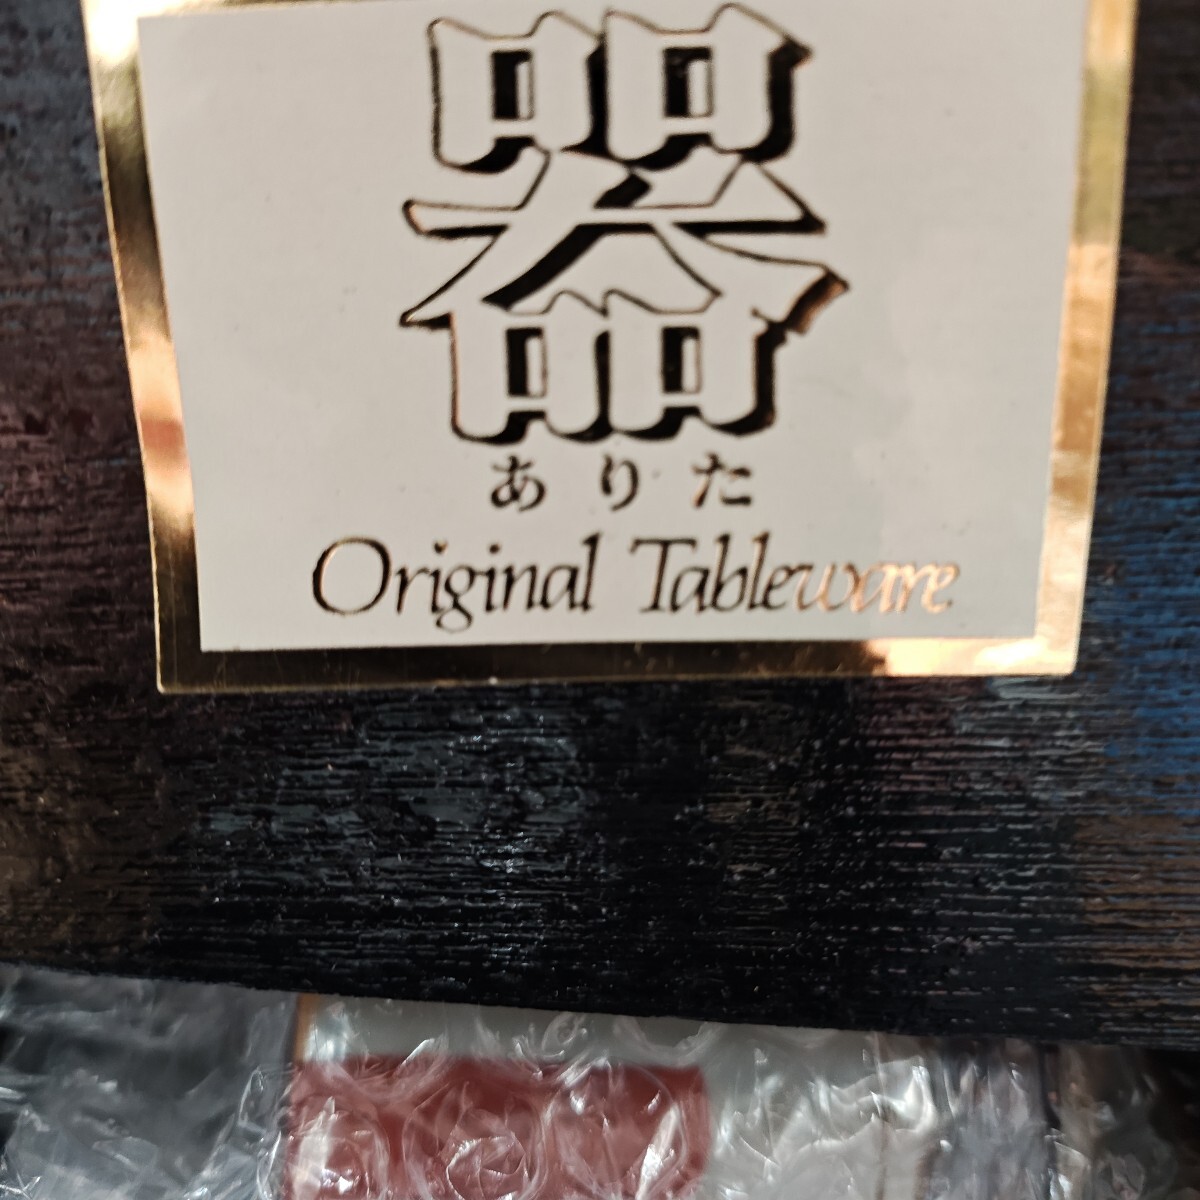 器
ありた
Original Tableware